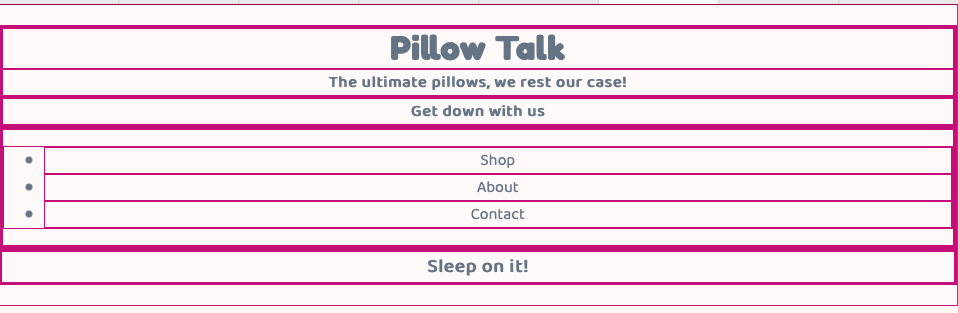 Pillow Talk
The ultimate pillows, we rest our case!
Get down with us
Shop
About
Contact
Sleep on it!